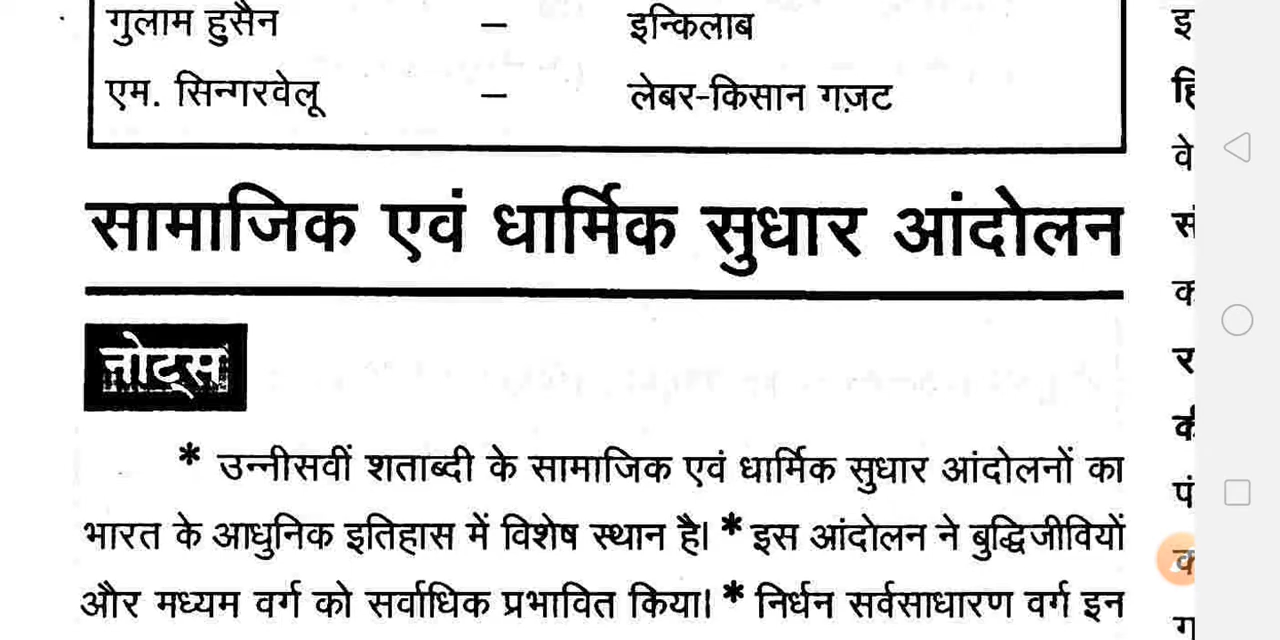 गुलाम हुसैन – इन्किलाब
एम. सिन्गरवेलू – लेबर-किसान गज़ट
सामाजिक एवं धार्मिक सुधार आंदोलन
नोट्स
* उन्नीसवीं शताब्दी के सामाजिक एवं धार्मिक सुधार आंदोलनों का
भारत के आधुनिक इतिहास में विशेष स्थान है। * इस आंदोलन ने बुद्धिजीवियों
और मध्यम वर्ग को सर्वाधिक प्रभावित किया। * निर्धन सर्वसाधारण वर्ग इन